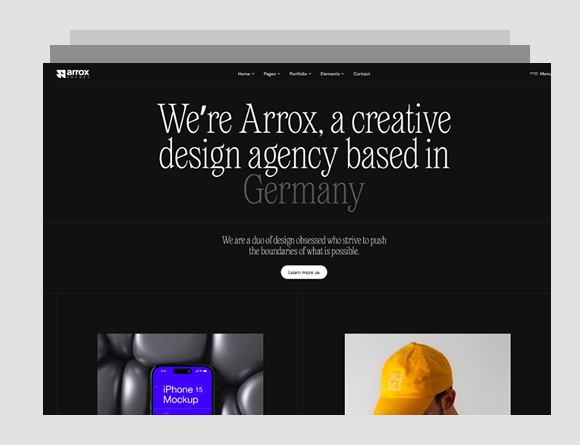 arrox
AGENCY
Home Pages Portfolio Elements Contact
Menu
We're Arrox, a creative
design agency based in
Germany
We are a duo of design obsessed who strive to push
the boundaries of what is possible.
Learn more us
iPhone 15
Mockup